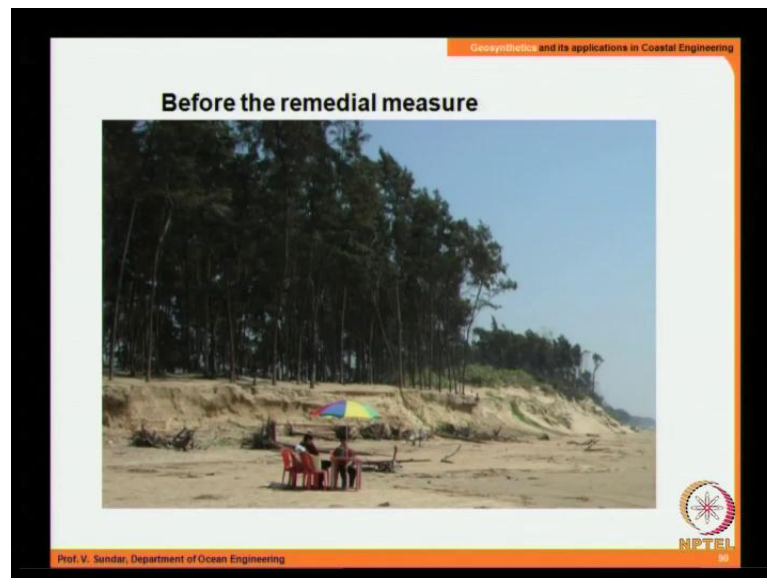 Geosynthetics and its applications in Coastal Engineering
Before the remedial measure
NPTEL
Prof. V. Sundar, Department of Ocean Engineering